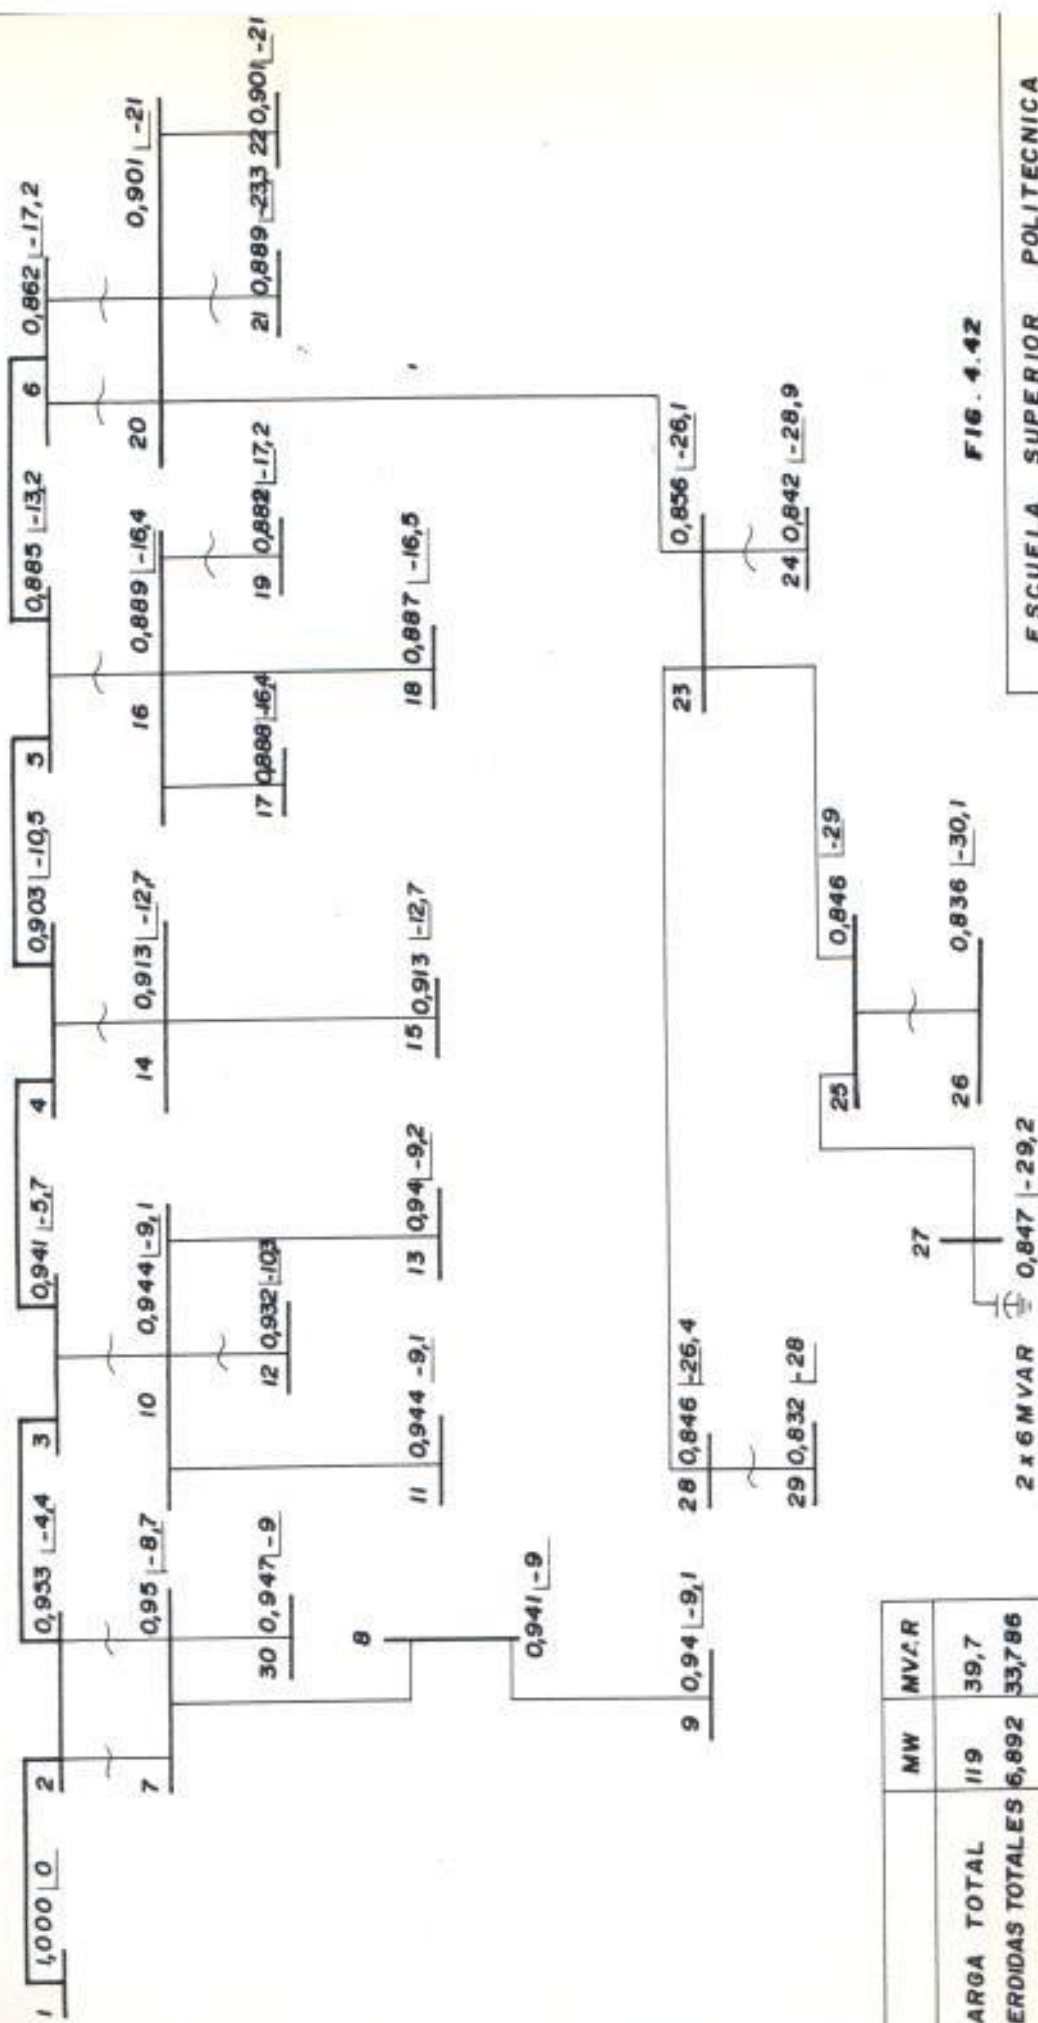 1 1,000 |0
2 0,953 |-4,4
3 0,941 |-5,7
4 0,903 |-10,5
5 0,885 |-13,2
6 0,862 |-17,2
7 0,95 |-8,7
10 0,944 |-9,1
14 0,913 |-12,7
16 0,889 |-16,4
20 0,901 |-21
30 0,947 |-9
12 0,932 |-10,3
17 0,888 |-16,4
19 0,882 |-17,2
21 0,889 |-23,3
22 0,901 |-21
8 0,941 |-9
11 0,944 -9,1
13 0,94 |-9,2
15 0,913 |-12,7
18 0,887 |-16,5
9 0,94 |-9,1
28 0,846 |-26,4
23 0,856 |-26,1
29 0,832 |-28
24 0,842 |-28,9
25 0,846 |-29
26 0,836 |-30,1
27
2 x 6 MVAR 0,847 |-29,2
FIG. 4.42
MW MVAR
ARGA TOTAL 119 39,7
ERDIDAS TOTALES 6,892 33,786
ESCUELA SUPERIOR POLITECNICA